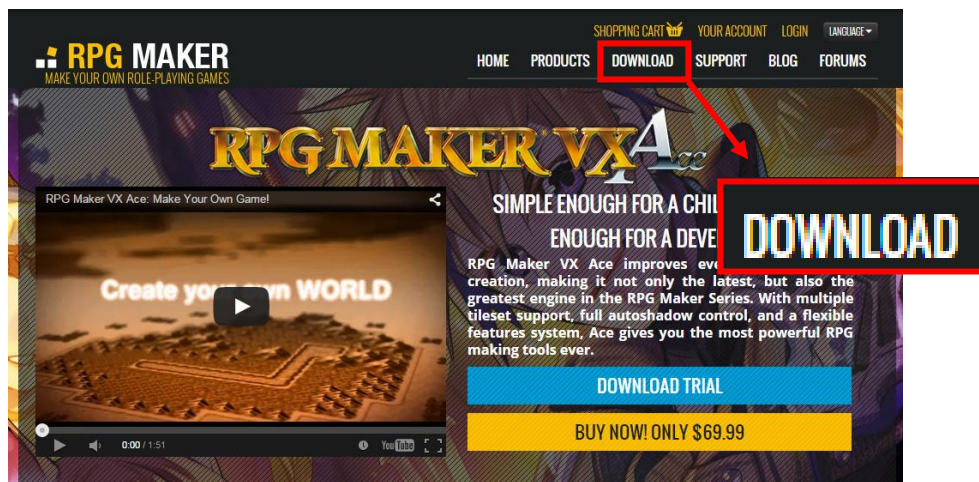 SHOPPING CART YOUR ACCOUNT LOGIN LANGUAGE
RPG MAKER
MAKE YOUR OWN ROLE-PLAYING GAMES
HOME PRODUCTS DOWNLOAD SUPPORT BLOG FORUMS
RPG MAKER VX Ace
RPG Maker VX Ace: Make Your Own Game!
Create your own WORLD
0:00 / 1:51
YouTube
SIMPLE ENOUGH FOR A CHIL
ENOUGH FOR A DEVE
DOWNLOAD
RPG Maker VX Ace improves eve
creation, making it not only the latest, but also the
greatest engine in the RPG Maker Series. With multiple
tileset support, full autoshadow control, and a flexible
features system, Ace gives you the most powerful RPG
making tools ever.
DOWNLOAD TRIAL
BUY NOW! ONLY $69.99